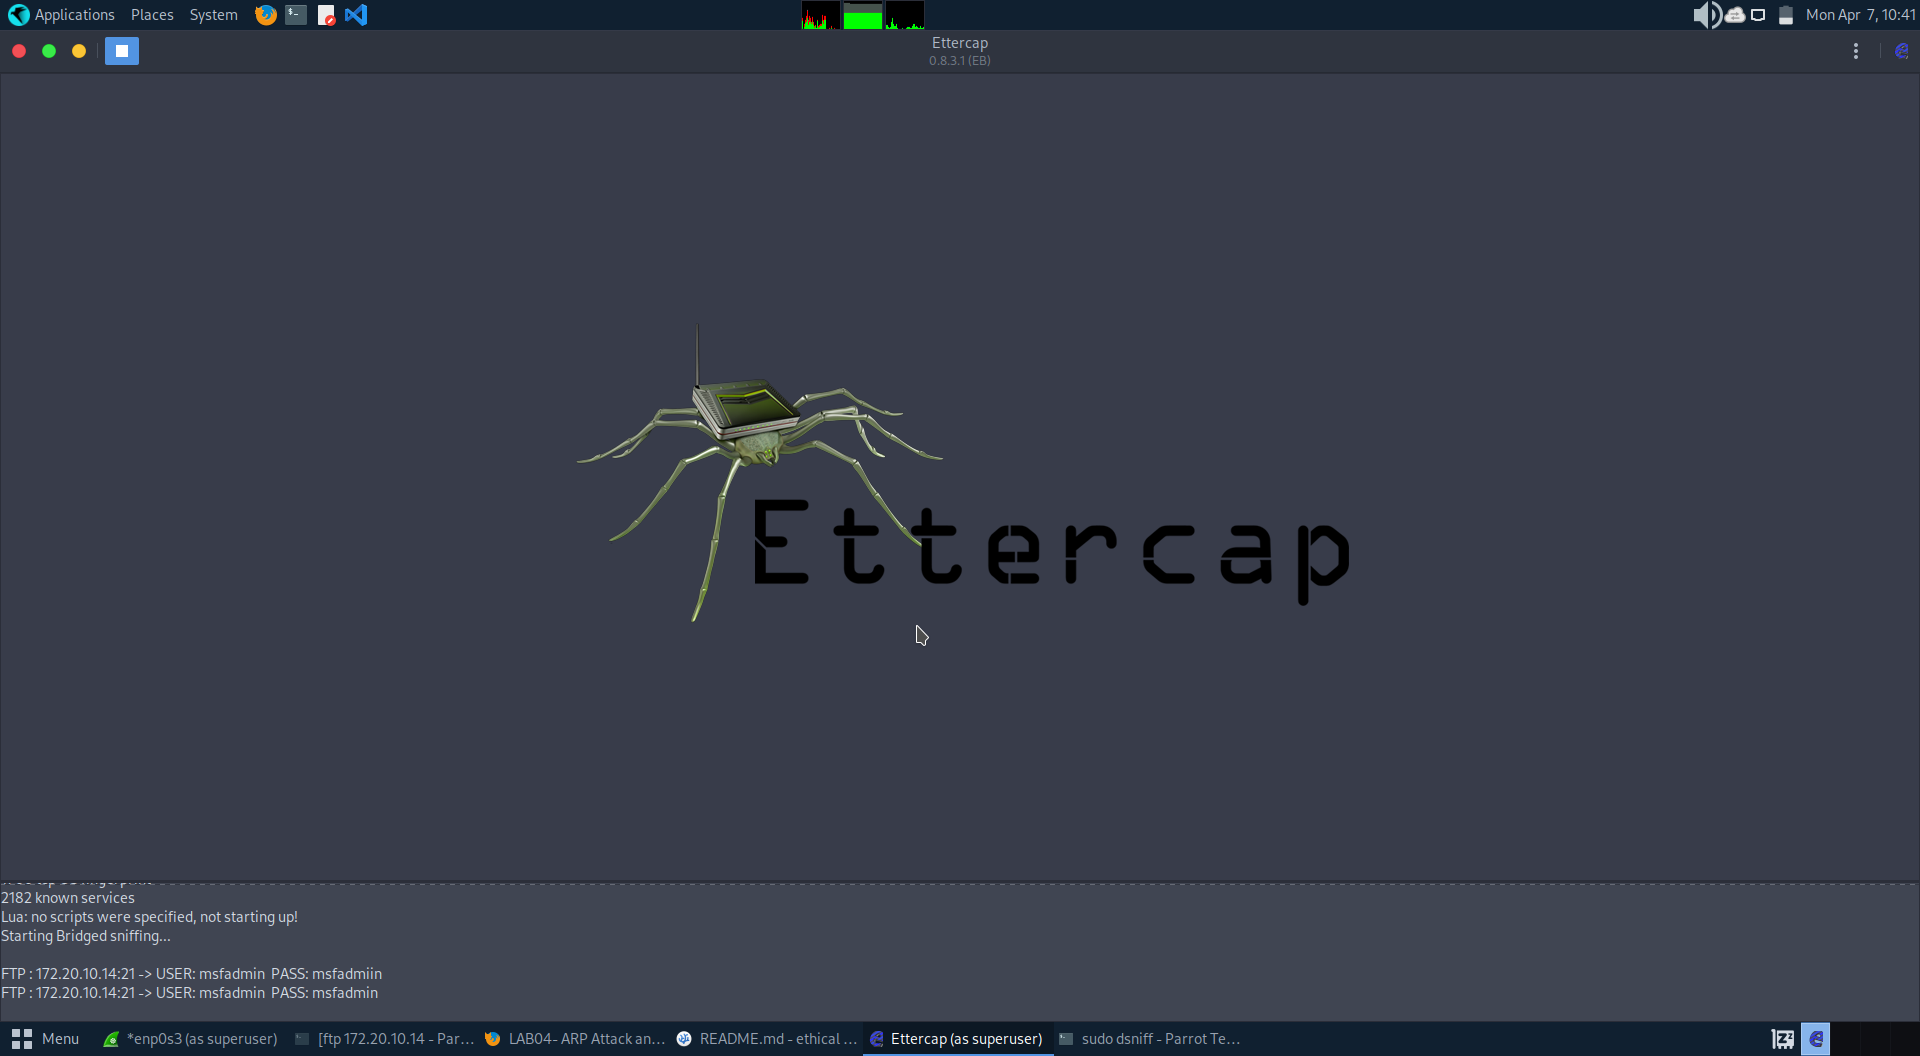 Applications Places System
Mon Apr 7, 10:41
Ettercap
0.8.3.1 (EB)
Ettercap
2182 known services
Lua: no scripts were specified, not starting up!
Starting Bridged sniffing...
FTP : 172.20.10.14:21 -> USER: msfadmin PASS: msfadmiin
FTP : 172.20.10.14:21 -> USER: msfadmin PASS: msfadmin
Menu *enp0s3 (as superuser) [ftp 172.20.10.14 - Par... LAB04- ARP Attack an... README.md - ethical ... Ettercap (as superuser) sudo dsniff - Parrot Te...